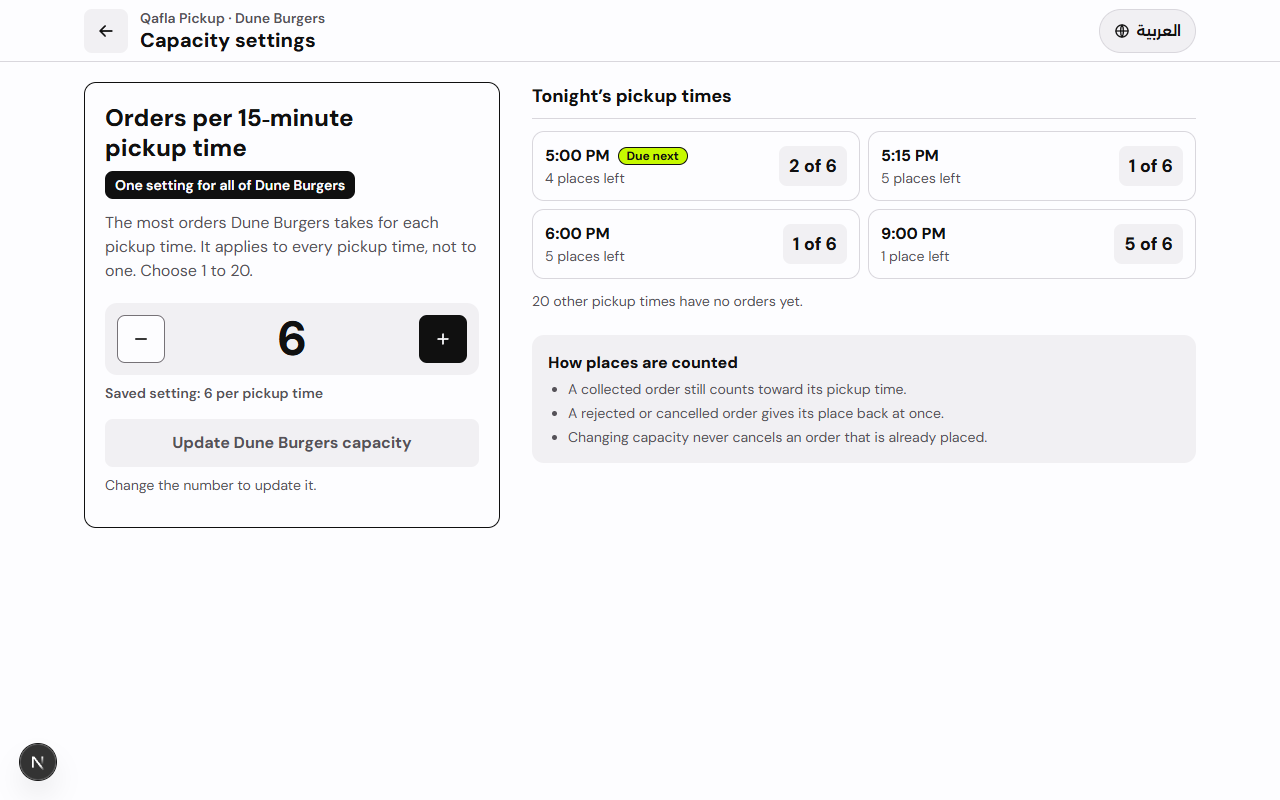 Qafla Pickup · Dune Burgers
Capacity settings
العربية
Orders per 15-minute
pickup time
One setting for all of Dune Burgers
The most orders Dune Burgers takes for each
pickup time. It applies to every pickup time, not to
one. Choose 1 to 20.
− 6 +
Saved setting: 6 per pickup time
Update Dune Burgers capacity
Change the number to update it.
Tonight’s pickup times
5:00 PM Due next
4 places left
2 of 6
5:15 PM
5 places left
1 of 6
6:00 PM
5 places left
1 of 6
9:00 PM
1 place left
5 of 6
20 other pickup times have no orders yet.
How places are counted
• A collected order still counts toward its pickup time.
• A rejected or cancelled order gives its place back at once.
• Changing capacity never cancels an order that is already placed.
N